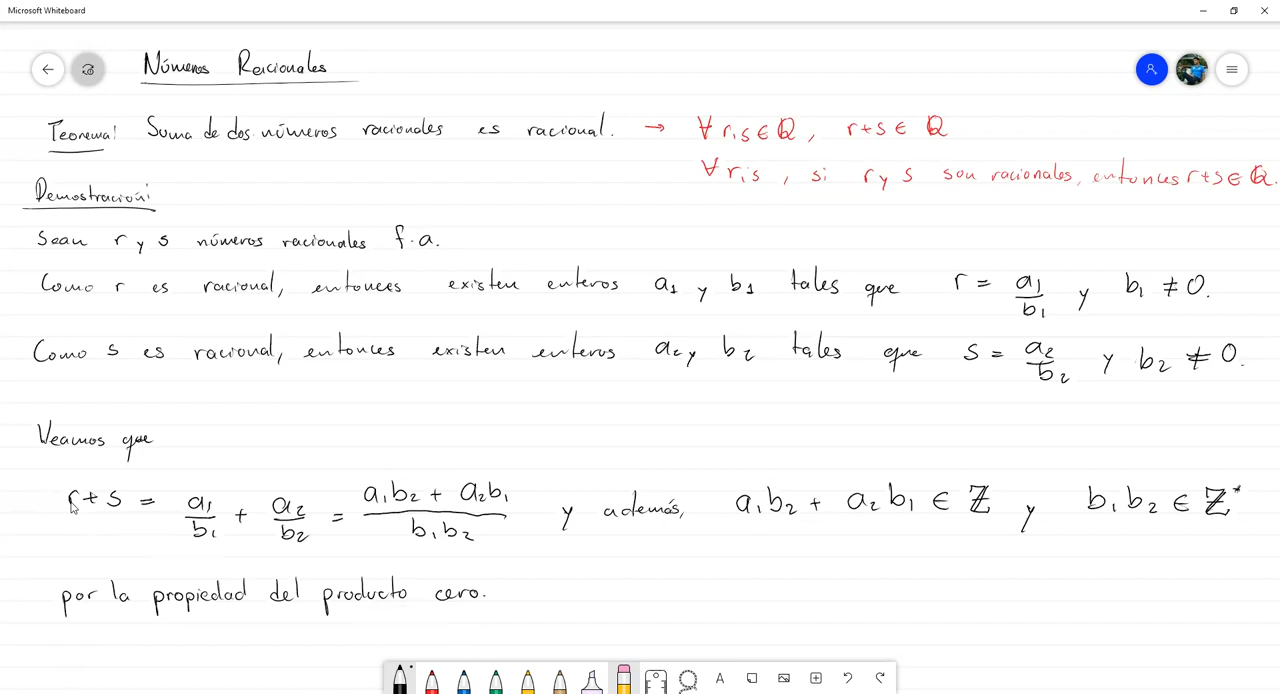 Microsoft Whiteboard
Números Racionales
Teorema: Suma de dos números racionales es racional. → ∀ r,s ∈ ℚ, r+s ∈ ℚ
∀ r,s, si r y s son racionales, entonces r+s ∈ ℚ.
Demostración:
Sean r y s números racionales f.a.
Como r es racional, entonces existen enteros a₁ y b₁ tales que r = a₁/b₁ y b₁ ≠ 0.
Como s es racional, entonces existen enteros a₂ y b₂ tales que s = a₂/b₂ y b₂ ≠ 0.
Veamos que
r+s = a₁/b₁ + a₂/b₂ = (a₁b₂ + a₂b₁)/(b₁b₂) y además, a₁b₂ + a₂b₁ ∈ ℤ y b₁b₂ ∈ ℤ*
por la propiedad del producto cero.
A